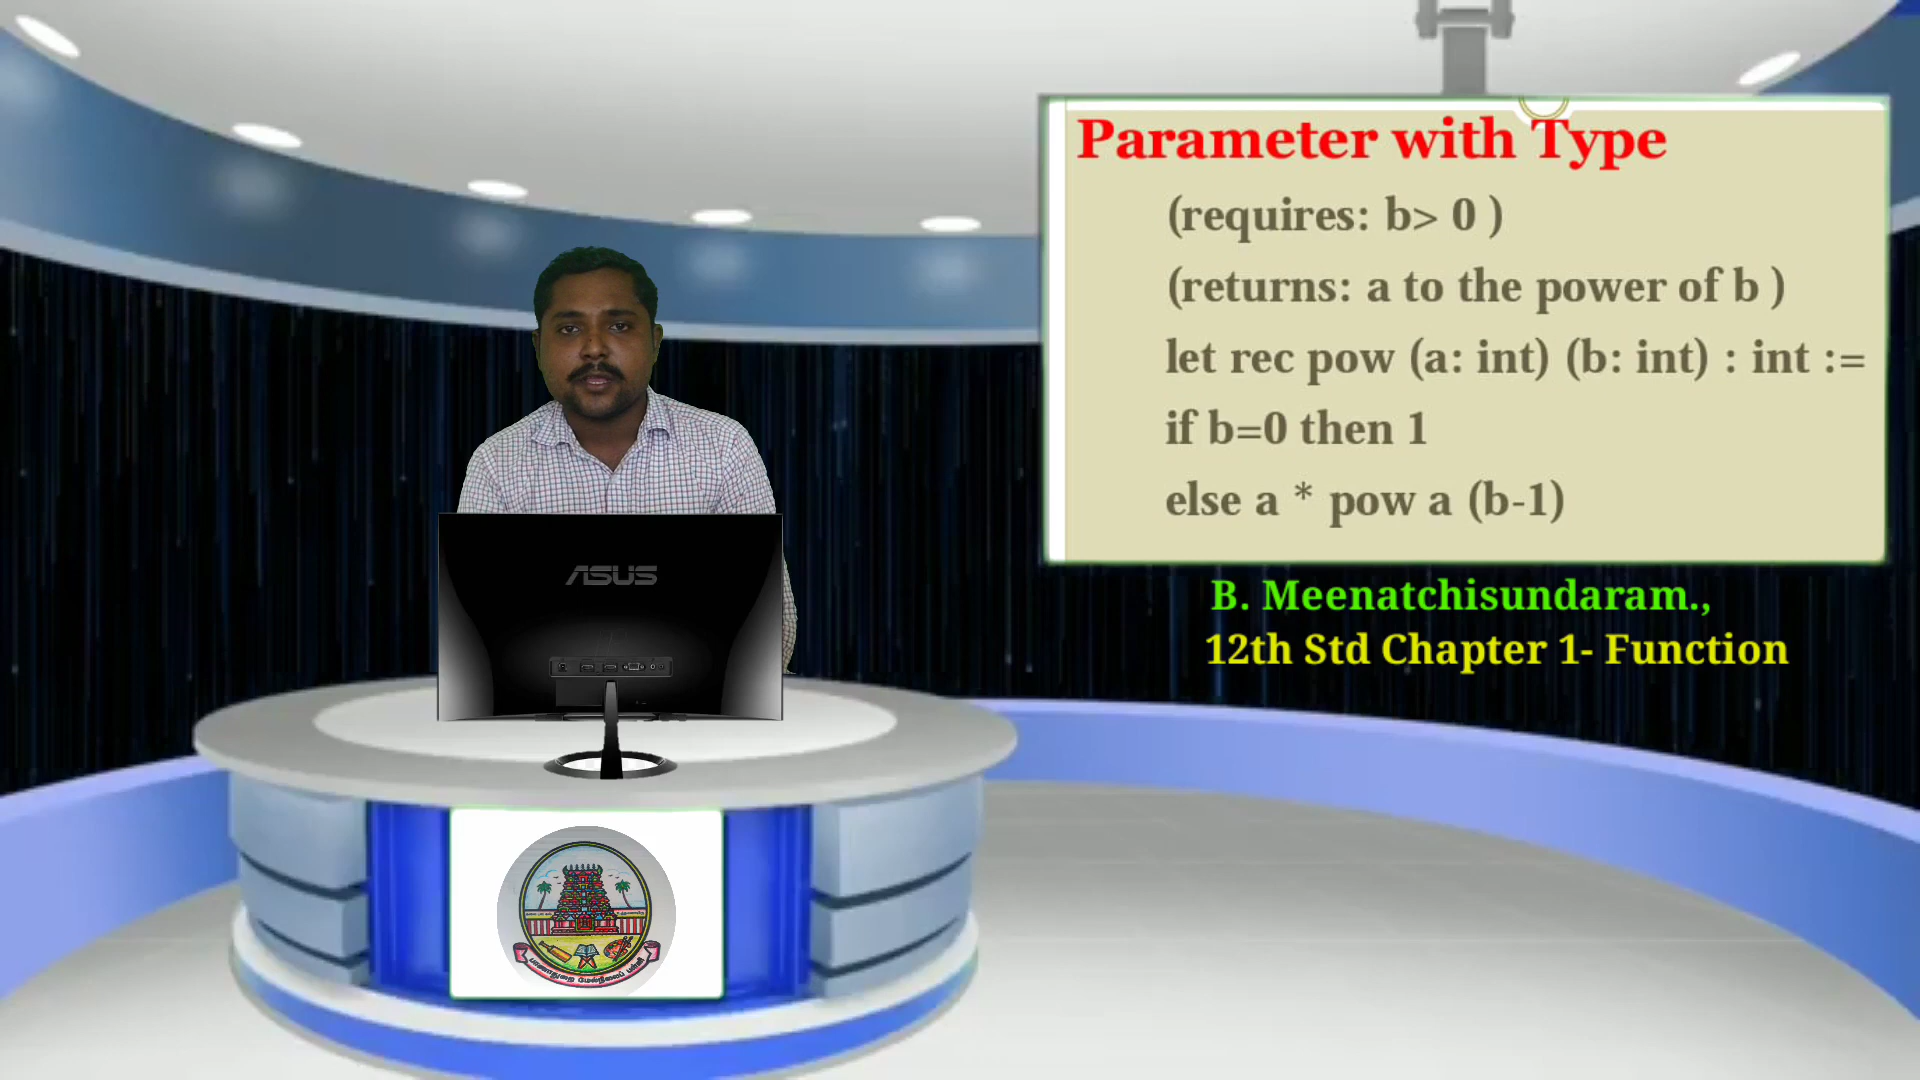 Parameter with Type
(requires: b> 0 )
(returns: a to the power of b )
let rec pow (a: int) (b: int) : int :=
if b=0 then 1
else a * pow a (b-1)
B. Meenatchisundaram.,
12th Std Chapter 1- Function
ASUS
மேல்நிலைப் பள்ளி